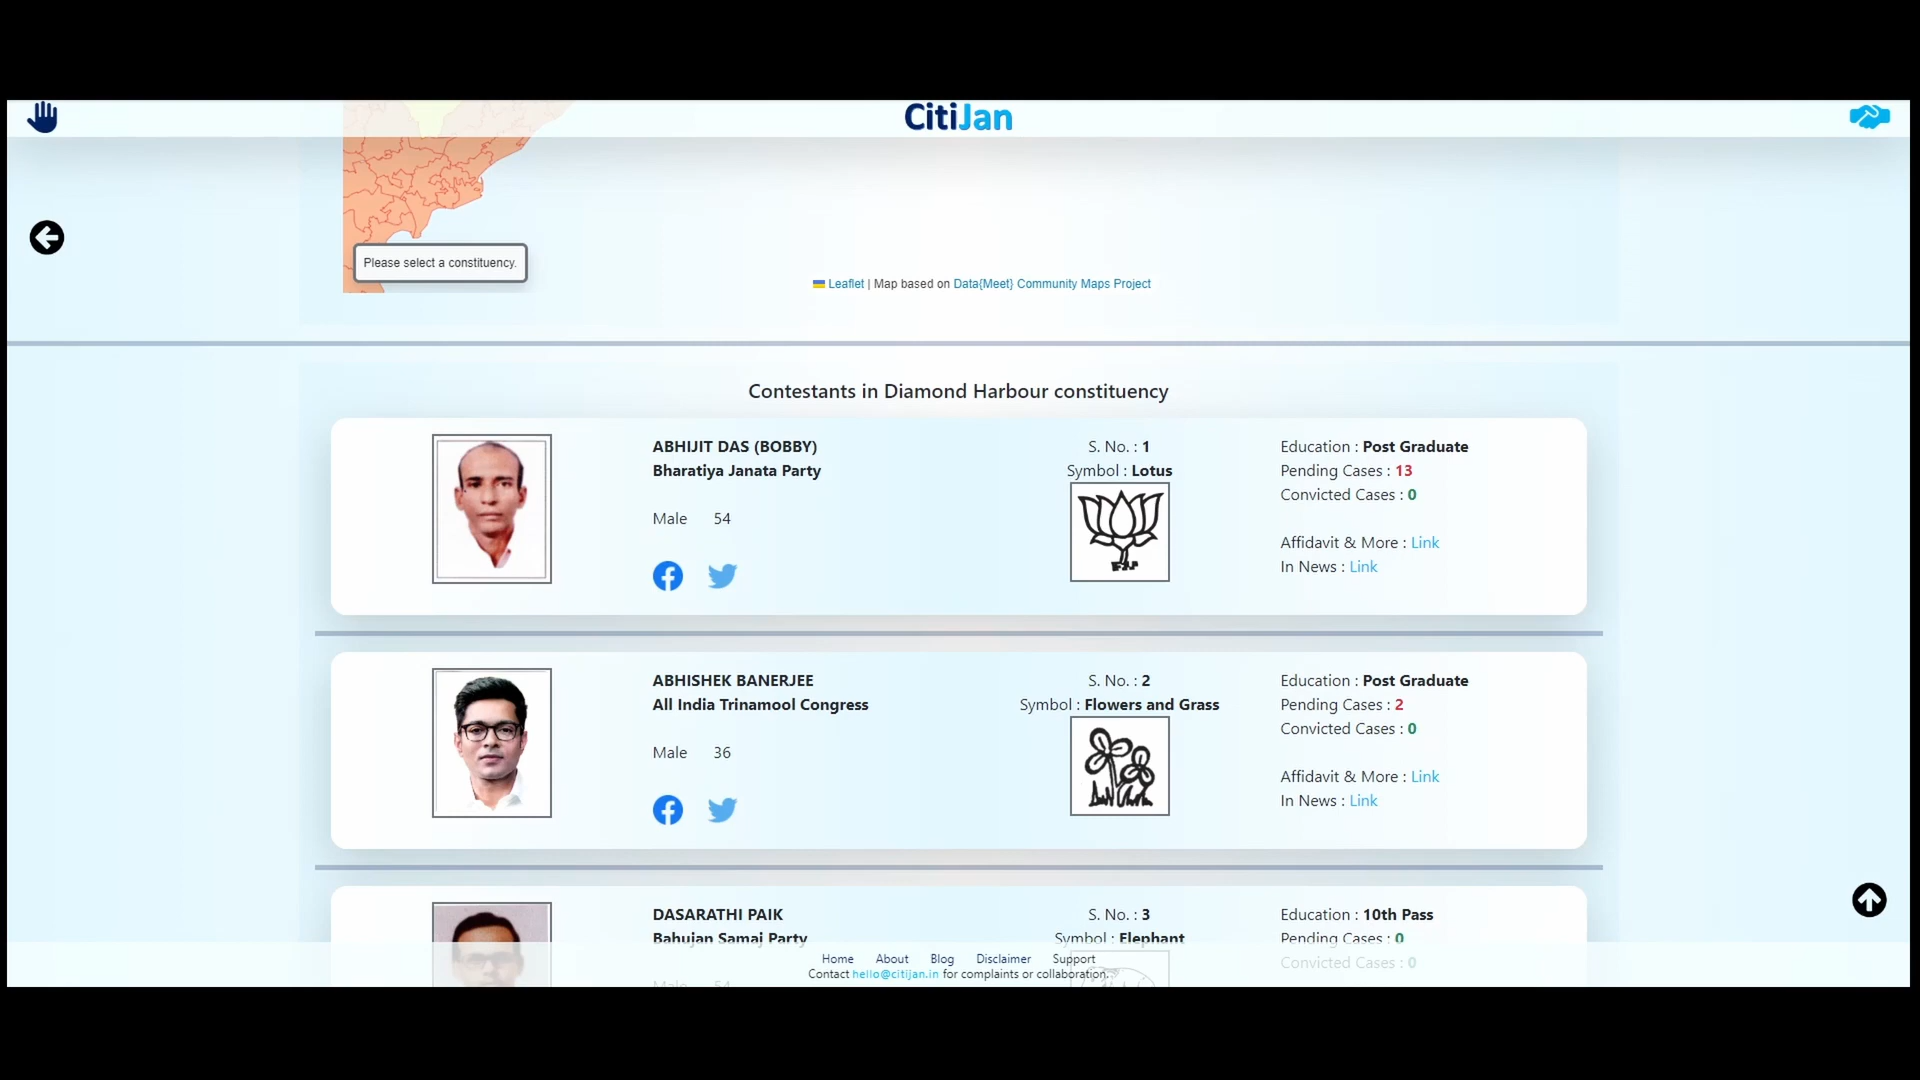 CitiJan
Please select a constituency.
Leaflet | Map based on Data{Meet} Community Maps Project
Contestants in Diamond Harbour constituency
ABHIJIT DAS (BOBBY)
Bharatiya Janata Party
Male 54
S. No. : 1
Symbol : Lotus
Education : Post Graduate
Pending Cases : 13
Convicted Cases : 0
Affidavit & More : Link
In News : Link
ABHISHEK BANERJEE
All India Trinamool Congress
Male 36
S. No. : 2
Symbol : Flowers and Grass
Education : Post Graduate
Pending Cases : 2
Convicted Cases : 0
Affidavit & More : Link
In News : Link
DASARATHI PAIK
Bahujan Samaj Party
Male 54
S. No. : 3
Symbol : Elephant
Education : 10th Pass
Pending Cases : 0
Convicted Cases : 0
Home About Blog Disclaimer Support
Contact hello@citijan.in for complaints or collaboration.